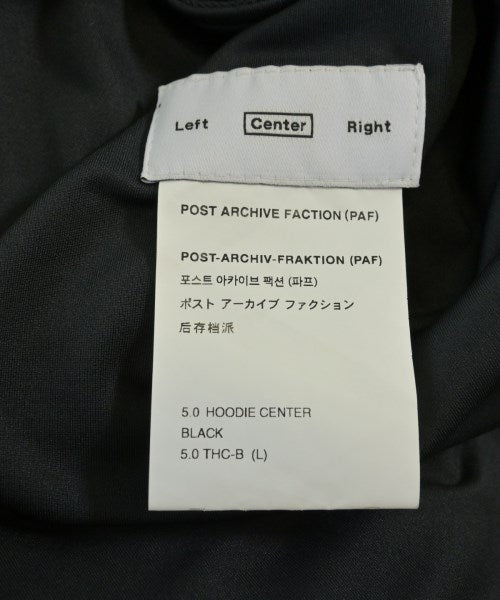 Left Center Right
POST ARCHIVE FACTION (PAF)
POST-ARCHIV-FRAKTION (PAF)
포스트 아카이브 팩션 (파프)
ポスト アーカイブ ファクション
后存档派
5.0 HOODIE CENTER
BLACK
5.0 THC-B (L)